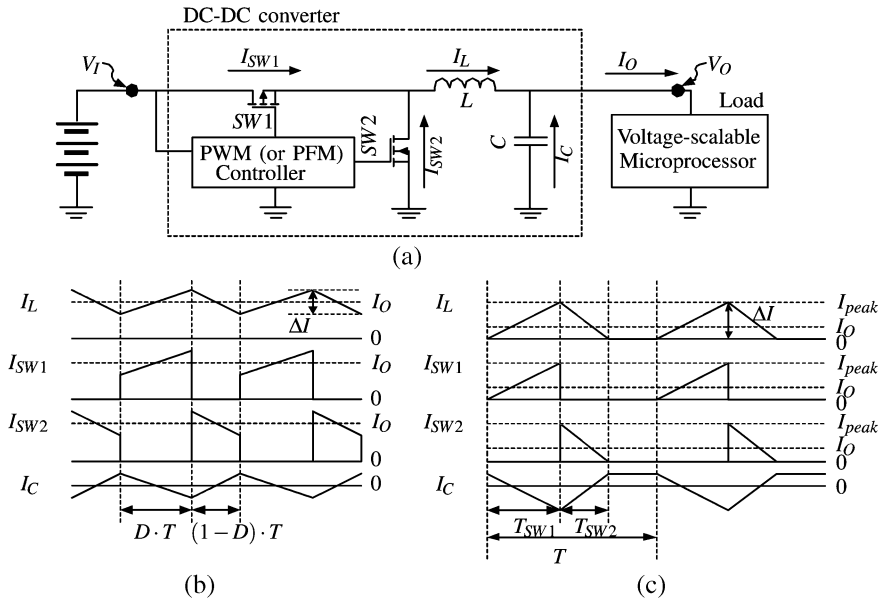 DC-DC converter
V_I
I_SW1
I_L
I_O
V_O
SW1
L
Load
SW2
I_SW2
C
I_C
PWM (or PFM)
Controller
Voltage-scalable
Microprocessor
(a)
I_L
I_O
ΔI
0
I_SW1
I_O
0
I_SW2
I_O
0
I_C
0
D·T
(1−D)·T
(b)
I_L
I_peak
ΔI
I_O
0
I_SW1
I_peak
I_O
0
I_SW2
I_peak
I_O
0
I_C
0
T_SW1
T_SW2
T
(c)